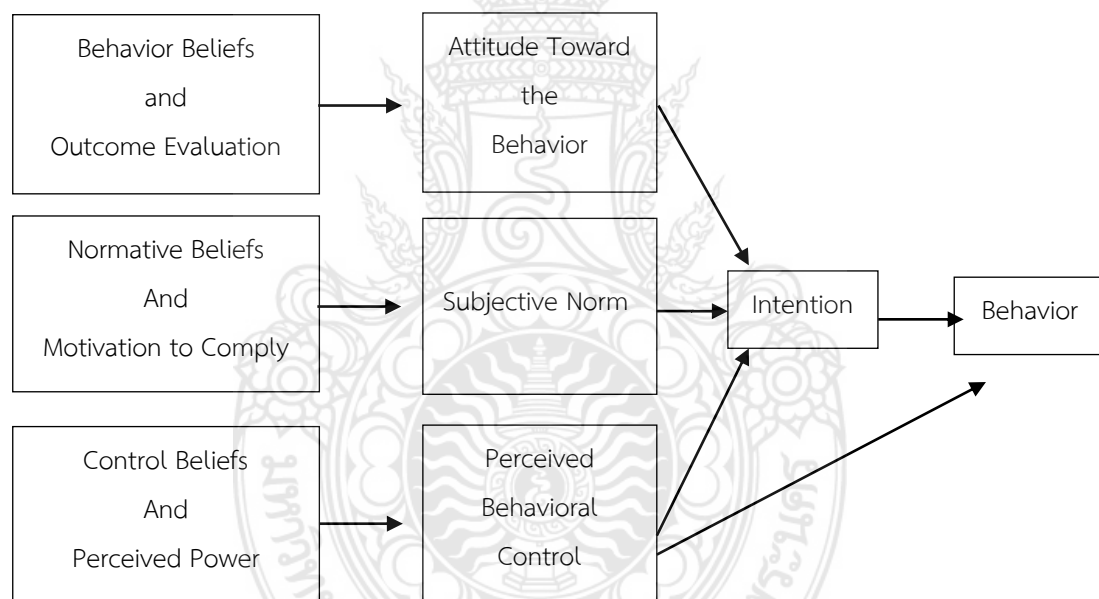 Behavior Beliefs
and
Outcome Evaluation
Attitude Toward
the
Behavior
Normative Beliefs
And
Motivation to Comply
Subjective Norm
Intention
Behavior
Control Beliefs
And
Perceived Power
Perceived
Behavioral
Control